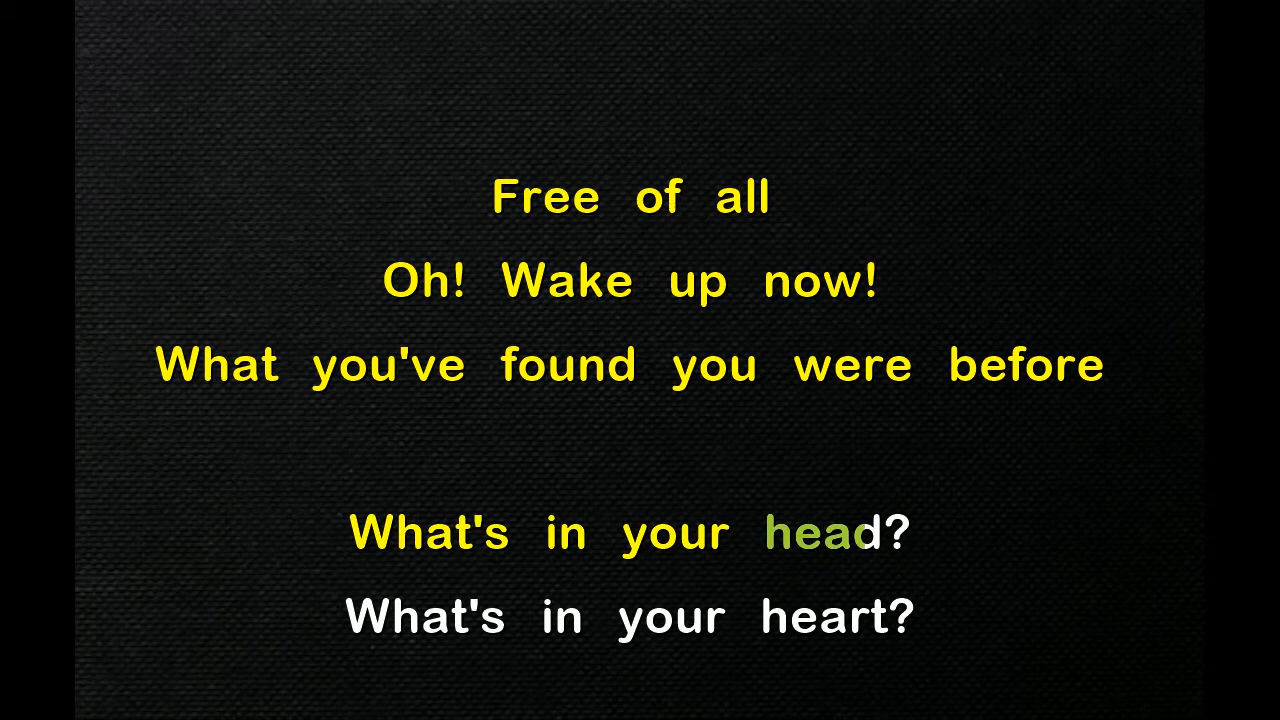 Free of all
Oh! Wake up now!
What you've found you were before
What's in your head?
What's in your heart?